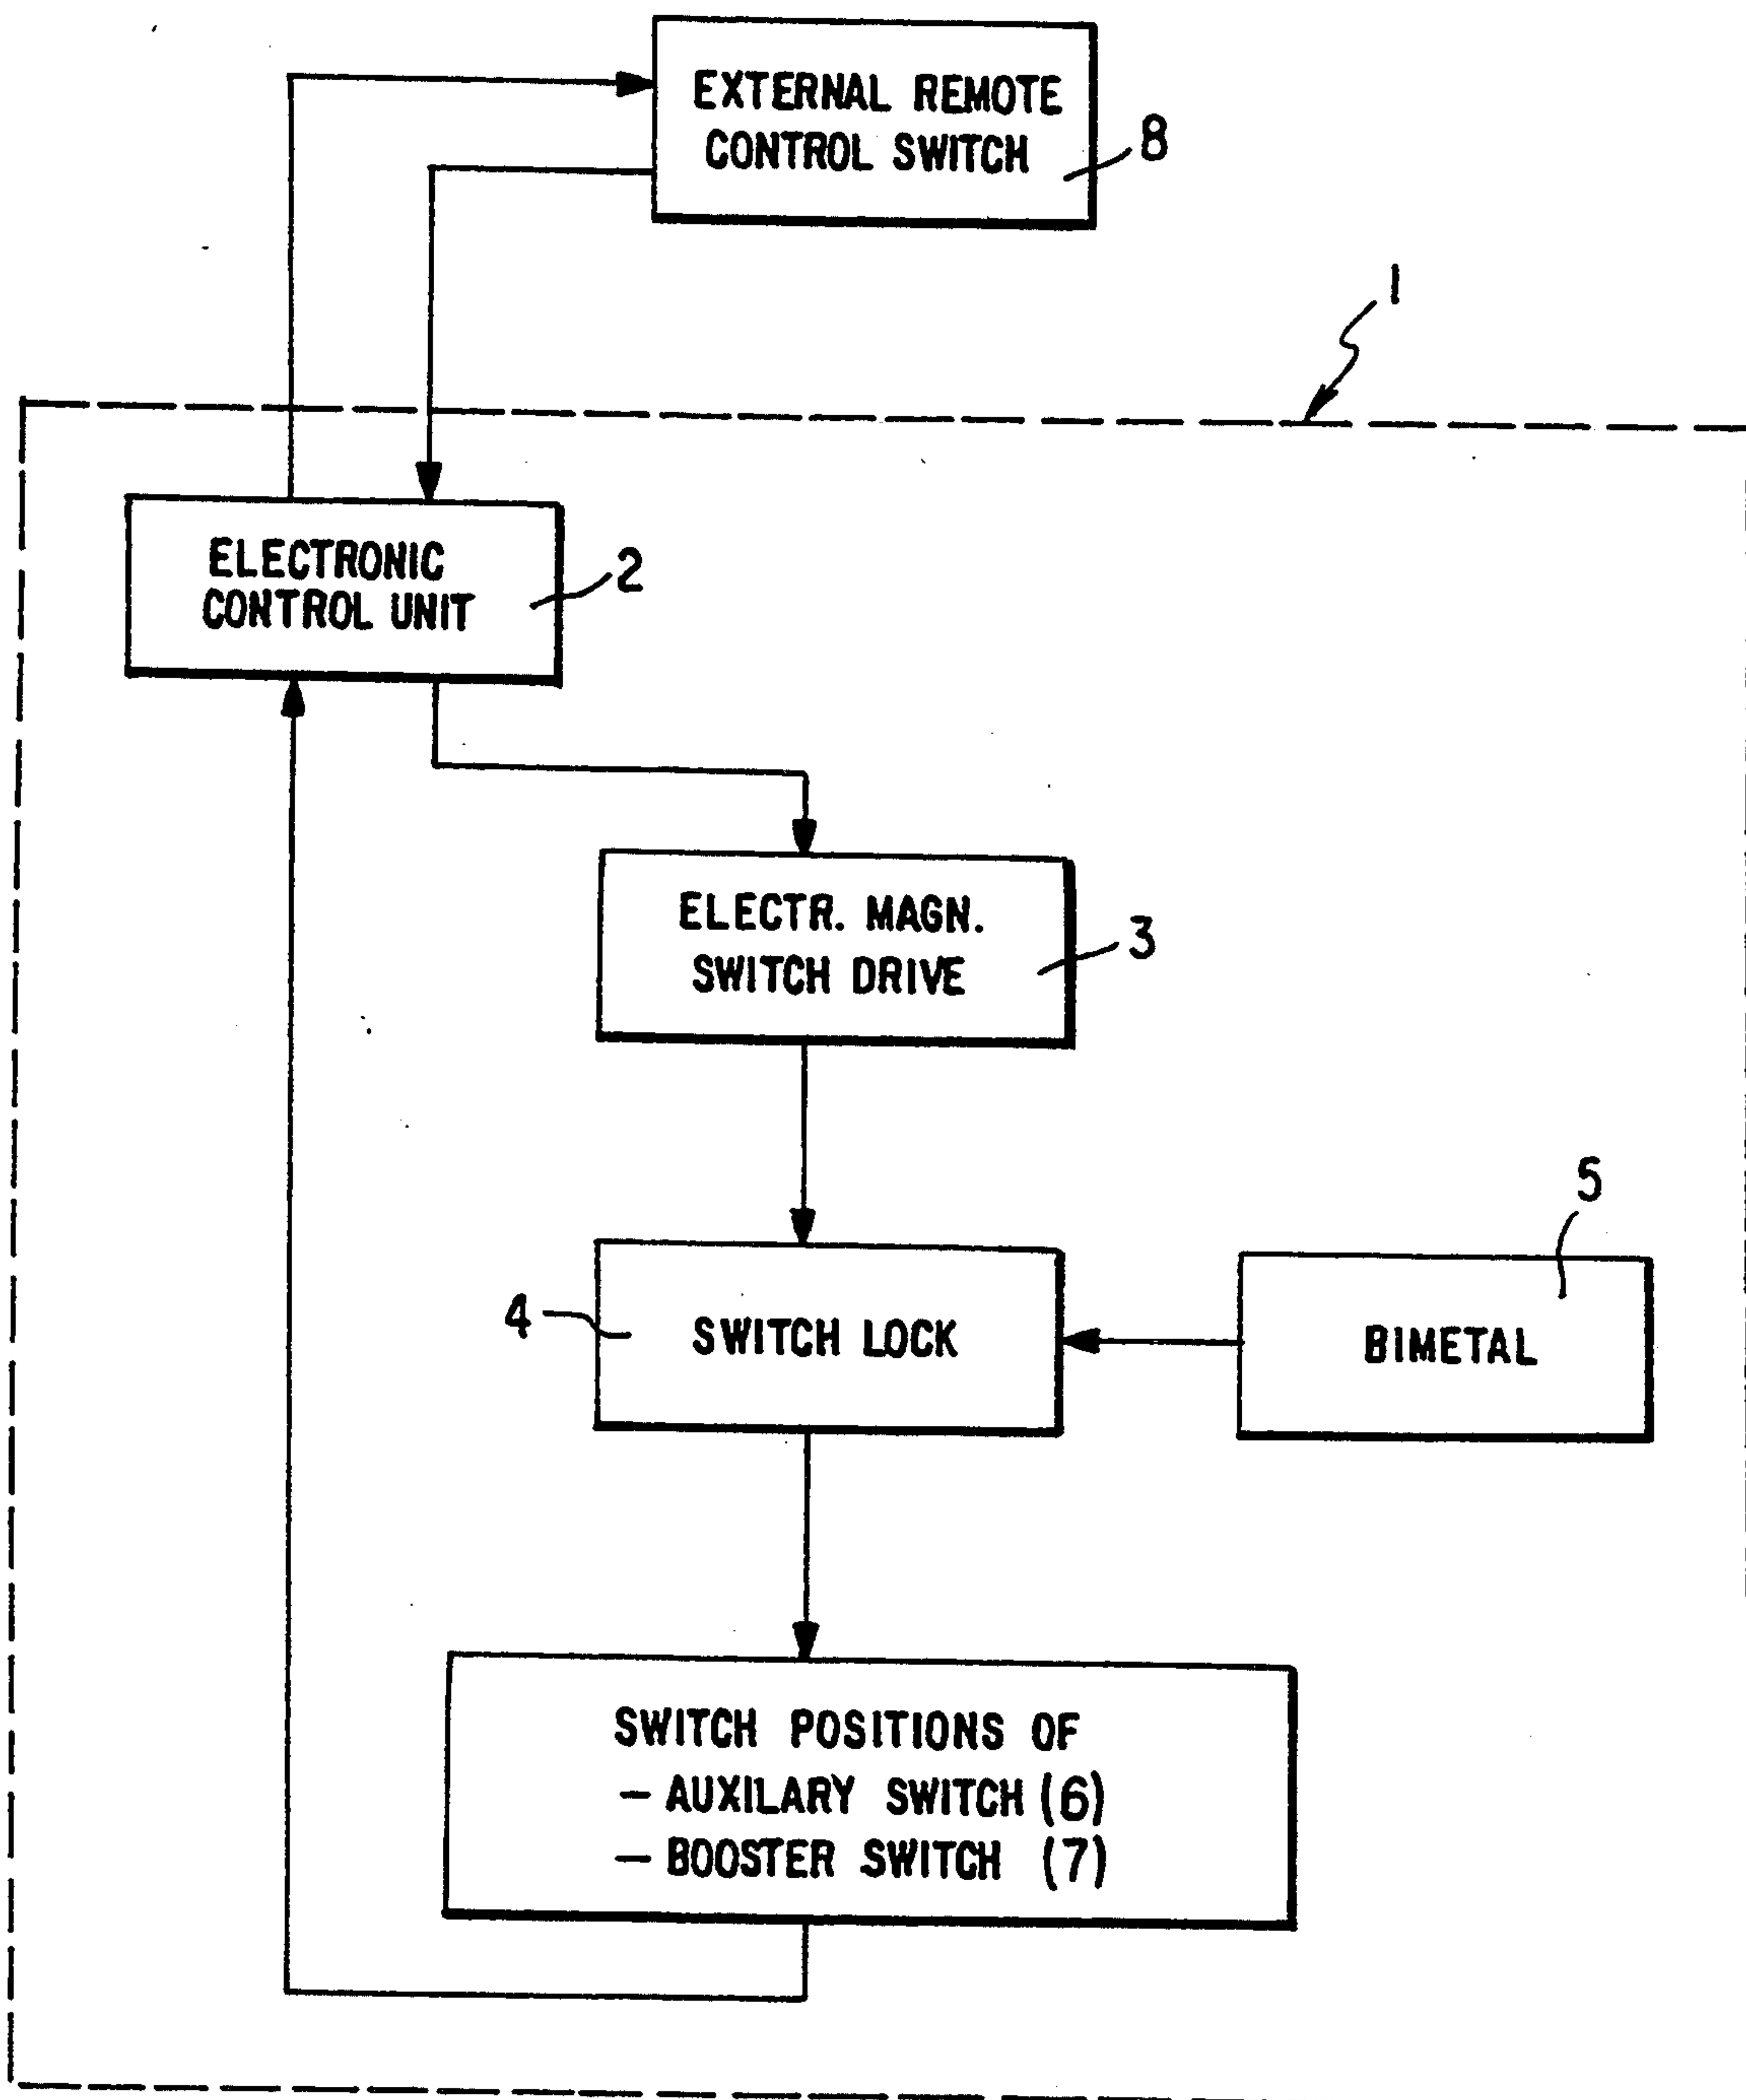 EXTERNAL REMOTE
CONTROL SWITCH
8
1
ELECTRONIC
CONTROL UNIT
2
ELECTR. MAGN.
SWITCH DRIVE
3
5
4
SWITCH LOCK
BIMETAL
SWITCH POSITIONS OF
– AUXILARY SWITCH (6)
– BOOSTER SWITCH (7)